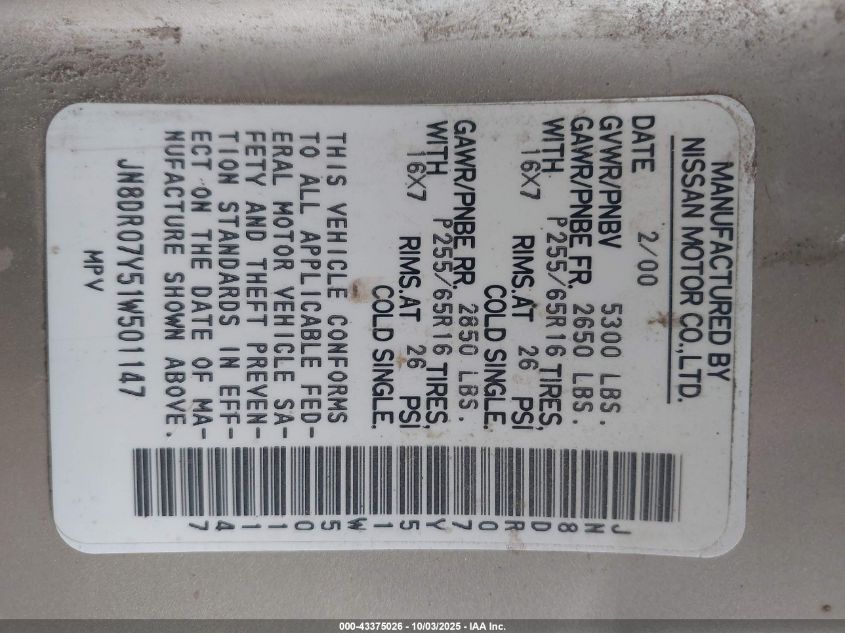 MANUFACTURED BY
NISSAN MOTOR CO.,LTD.
DATE 2/00
GVWR/PNBV 5300 LBS.
GAWR/PNBE FR. 2650 LBS.
WITH P255/65R16 TIRES,
16X7 RIMS.AT 26 PSI
COLD SINGLE.
GAWR/PNBE RR. 2850 LBS.
WITH P255/65R16 TIRES,
16X7 RIMS.AT 26 PSI
COLD SINGLE.
THIS VEHICLE CONFORMS
TO ALL APPLICABLE FED-
ERAL MOTOR VEHICLE SA-
FETY AND THEFT PREVEN-
TION STANDARDS IN EFF-
ECT ON THE DATE OF MA-
NUFACTURE SHOWN ABOVE.
JN8DR07Y51W501147
MPV
JN8DR07Y51W501147
000-43375026 - 10/03/2025 - IAA Inc.